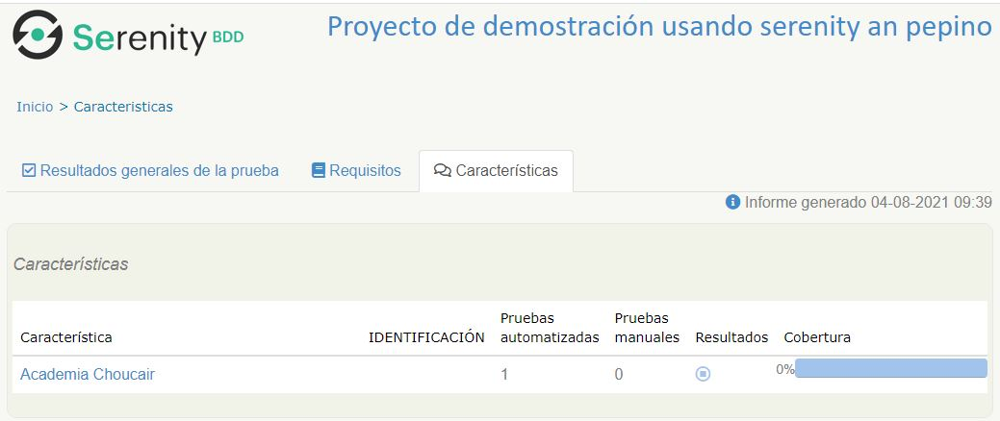 Serenity BDD
Proyecto de demostración usando serenity an pepino
Inicio > Caracteristicas
Resultados generales de la prueba
Requisitos
Características
Informe generado 04-08-2021 09:39
Características
Característica
IDENTIFICACIÓN
Pruebas
automatizadas
Pruebas
manuales
Resultados
Cobertura
Academia Choucair
1
0
0%